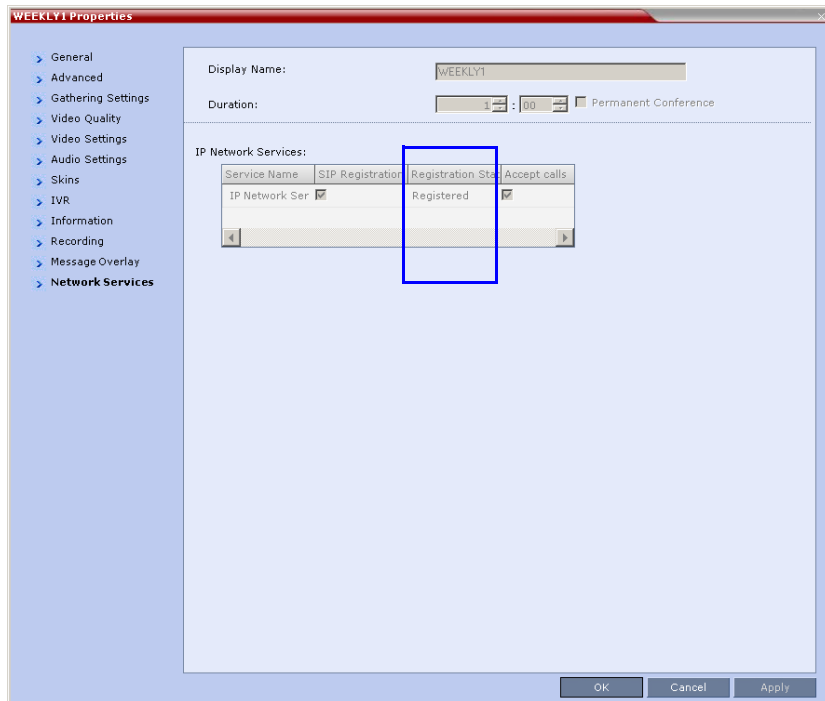 WEEKLY1 Properties
General
Advanced
Gathering Settings
Video Quality
Video Settings
Audio Settings
Skins
IVR
Information
Recording
Message Overlay
Network Services
Display Name: WEEKLY1
Duration: 1 : 00 Permanent Conference
IP Network Services:
Service Name SIP Registration Registration Sta Accept calls
IP Network Ser Registered
OK Cancel Apply